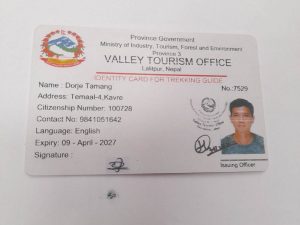 Province Government
Ministry of Industry, Tourism, Forest and Environment
Province 3
VALLEY TOURISM OFFICE
Lalitpur, Nepal
IDENTITY CARD FOR TREKKING GUIDE
Name : Dorje Tamang
No.:7529
Address: Temaal-4,Kavre
Citizenship Number: 100728
Contact No: 9841051642
Language: English
Expiry: 09 - April - 2027
Signature :
Issuing Officer